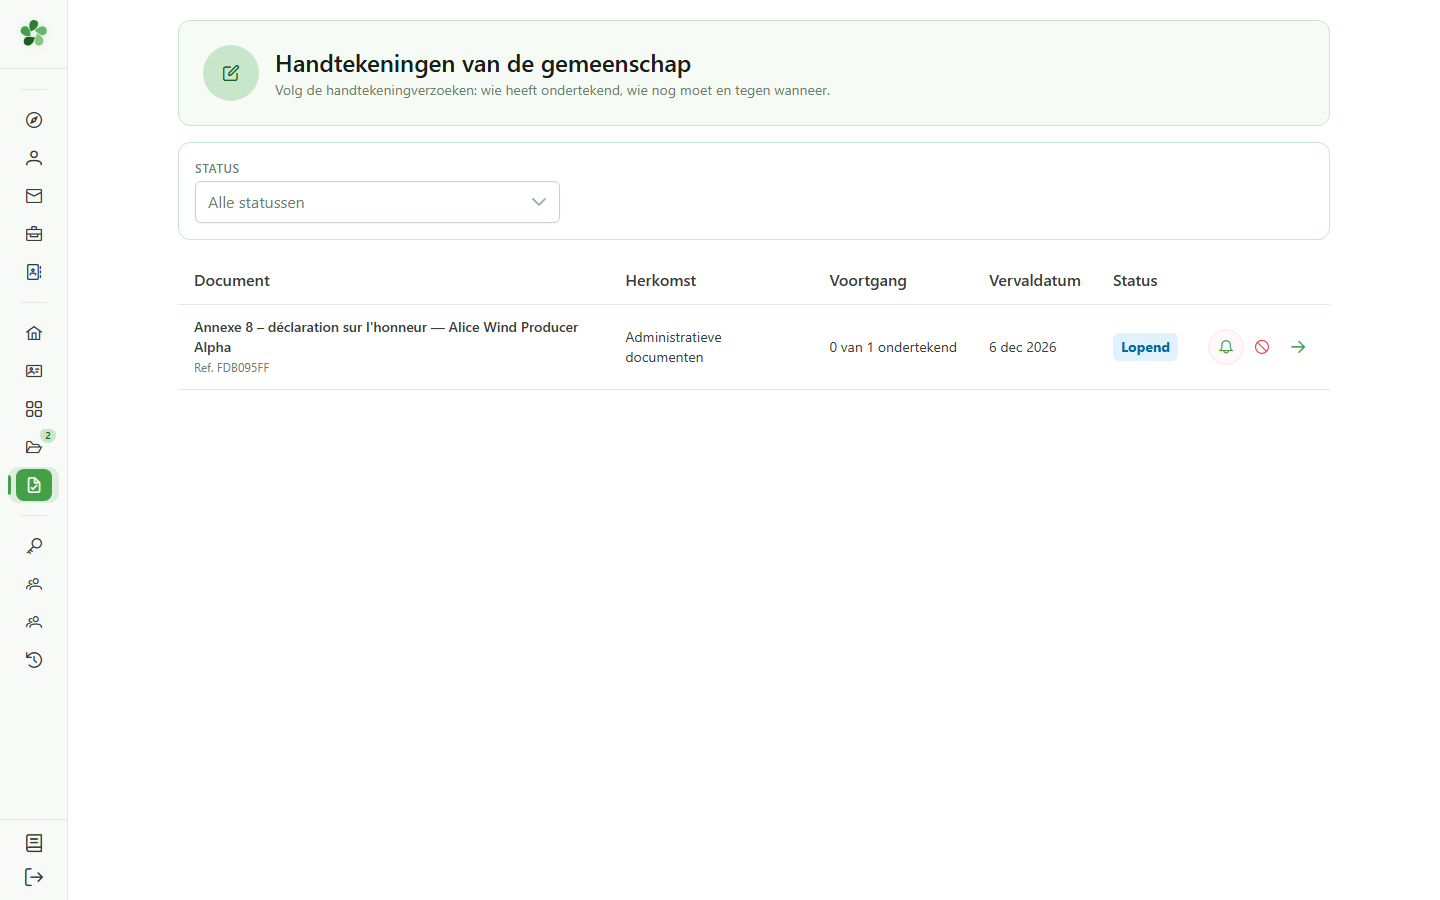 Handtekeningen van de gemeenschap
Volg de handtekeningverzoeken: wie heeft ondertekend, wie nog moet en tegen wanneer.
STATUS
Alle statussen
Document
Herkomst
Voortgang
Vervaldatum
Status
Annexe 8 – déclaration sur l'honneur — Alice Wind Producer
Alpha
Ref. FDB095FF
Administratieve
documenten
0 van 1 ondertekend
6 dec 2026
Lopend
2